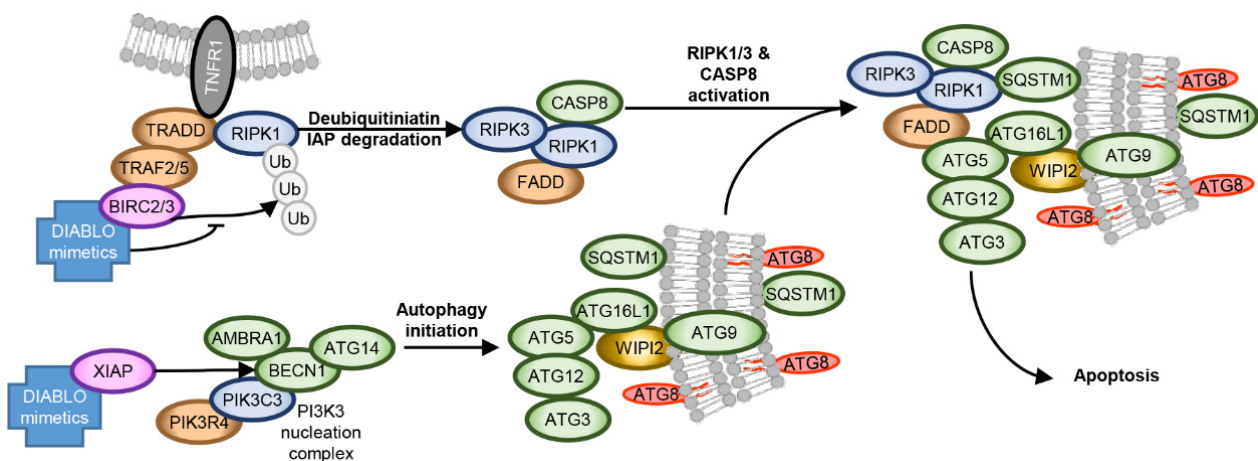 TNFR1
TRADD
RIPK1
TRAF2/5
Ub
Ub
Ub
BIRC2/3
DIABLO
mimetics
Deubiquitiniatin
IAP degradation
CASP8
RIPK3
RIPK1
FADD
RIPK1/3 &
CASP8
activation
CASP8
RIPK3
RIPK1
SQSTM1
FADD
ATG16L1
ATG5
WIPI2
ATG9
ATG12
ATG3
ATG8
SQSTM1
ATG8
ATG8
XIAP
DIABLO
mimetics
AMBRA1
ATG14
BECN1
PIK3C3
PIK3R4
PI3K3
nucleation
complex
Autophagy
initiation
SQSTM1
ATG16L1
ATG5
WIPI2
ATG9
ATG12
ATG3
ATG8
SQSTM1
ATG8
ATG8
Apoptosis